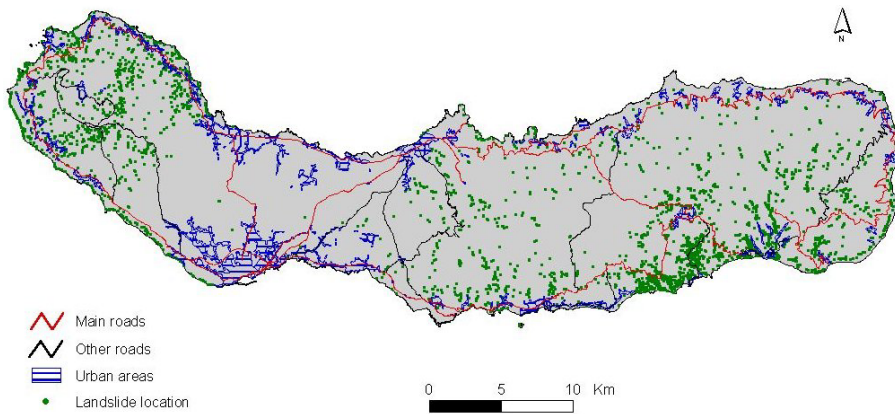 N
Main roads
Other roads
Urban areas
Landslide location
0 5 10 Km